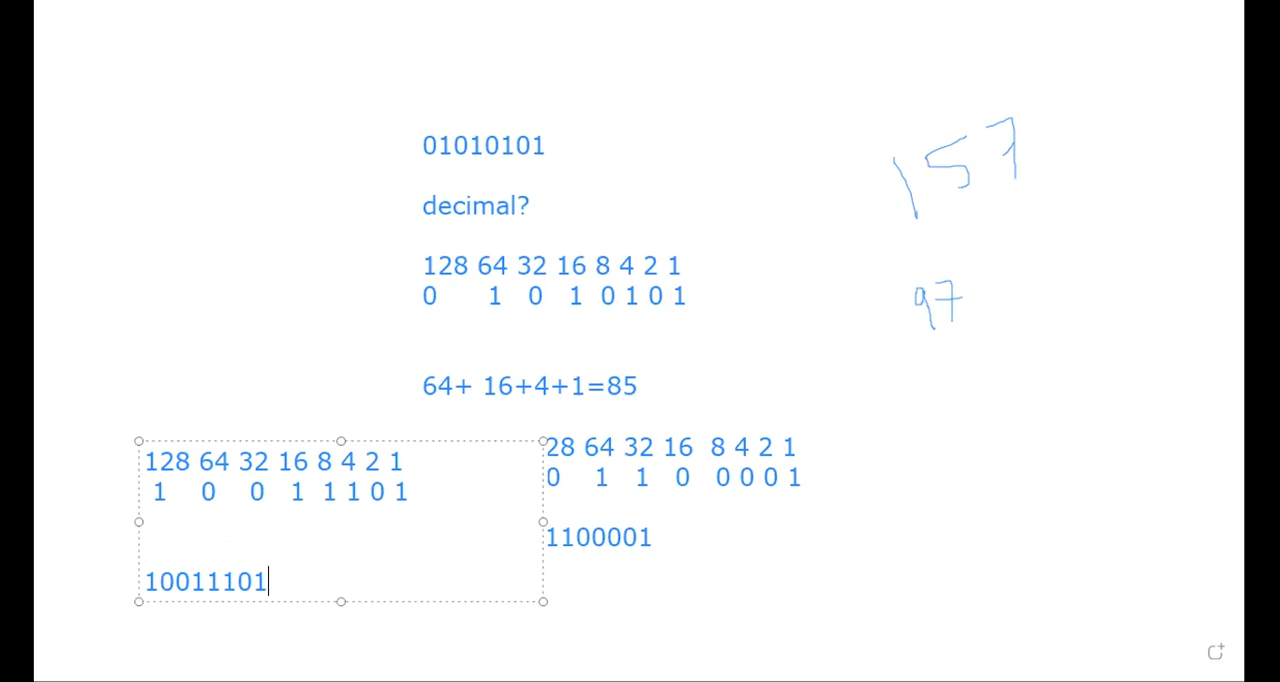 01010101
decimal?
128 64 32 16 8 4 2 1
0 1 0 1 0 1 0 1
64+ 16+4+1=85
157
97
128 64 32 16 8 4 2 1
1 0 0 1 1 1 0 1
10011101
28 64 32 16 8 4 2 1
0 1 1 0 0 0 0 1
1100001